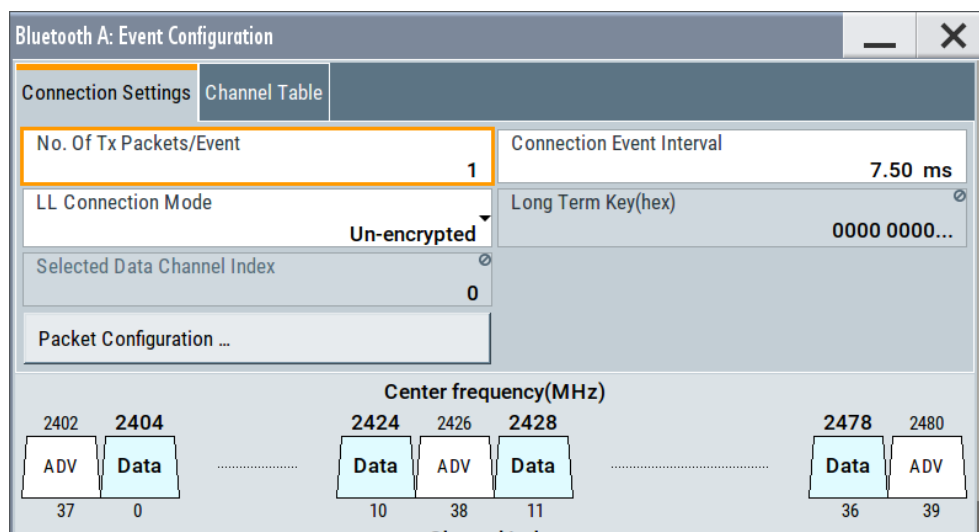 Bluetooth A: Event Configuration
Connection Settings Channel Table
No. Of Tx Packets/Event Connection Event Interval
1 7.50 ms
LL Connection Mode Long Term Key(hex)
Un-encrypted 0000 0000...
Selected Data Channel Index
0
Packet Configuration ...
Center frequency(MHz)
2402 2404 2424 2426 2428 2478 2480
ADV Data Data ADV Data Data ADV
37 0 10 38 11 36 39